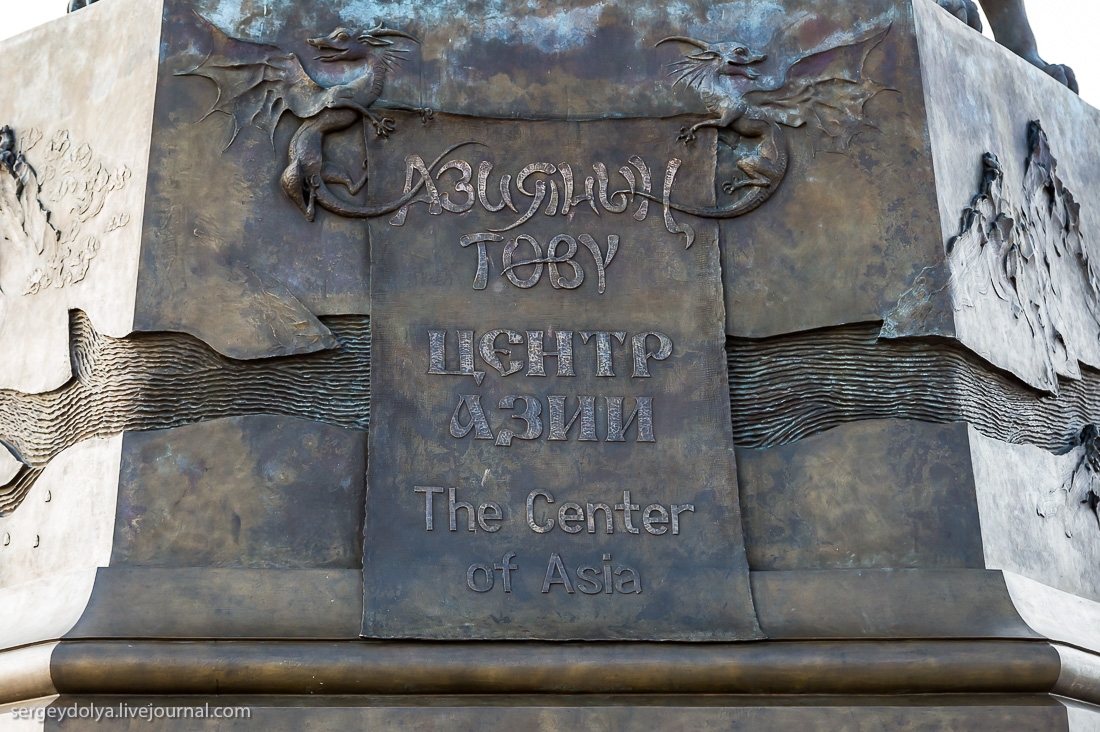 Азияның
төвү
ЦЕНТР
АЗИИ
The Center
of Asia
sergeydolya.livejournal.com